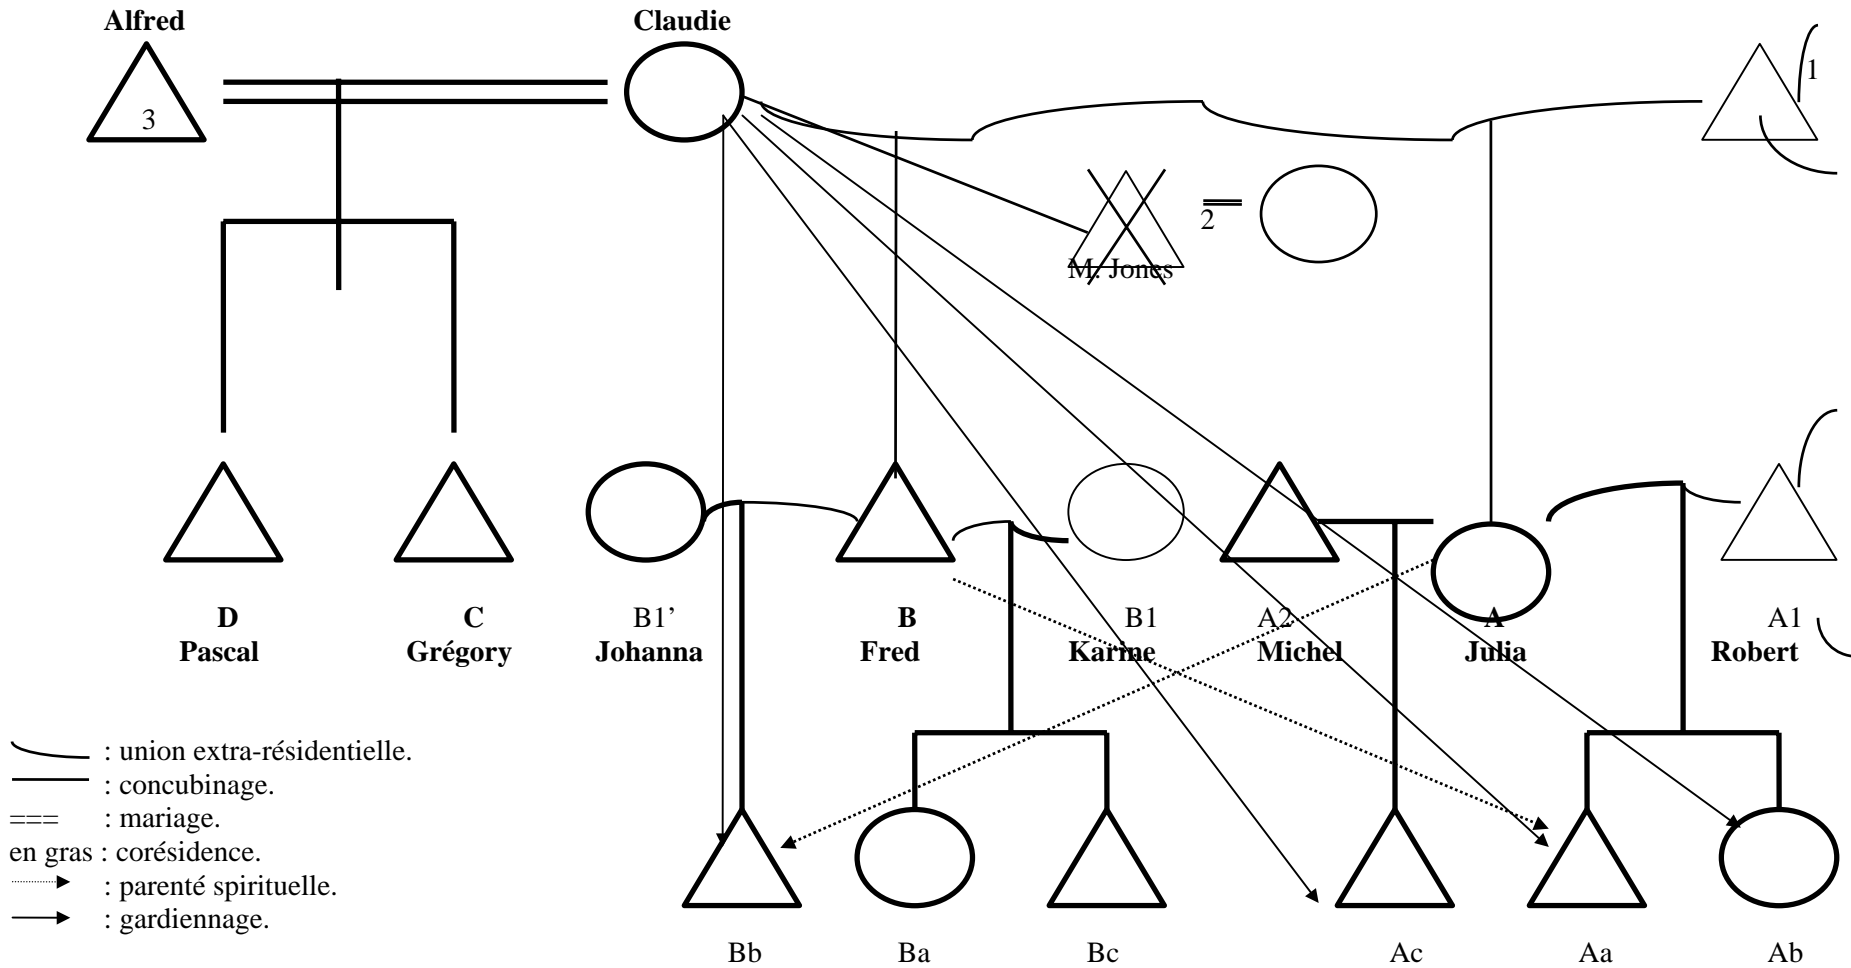 Alfred Claudie
1
3
2
M. Jones
D C B1’ B B1 A2 A A1
Pascal Grégory Johanna Fred Karine Michel Julia Robert
: union extra-résidentielle.
: concubinage.
=== : mariage.
en gras : corésidence.
: parenté spirituelle.
: gardiennage.
Bb Ba Bc Ac Aa Ab